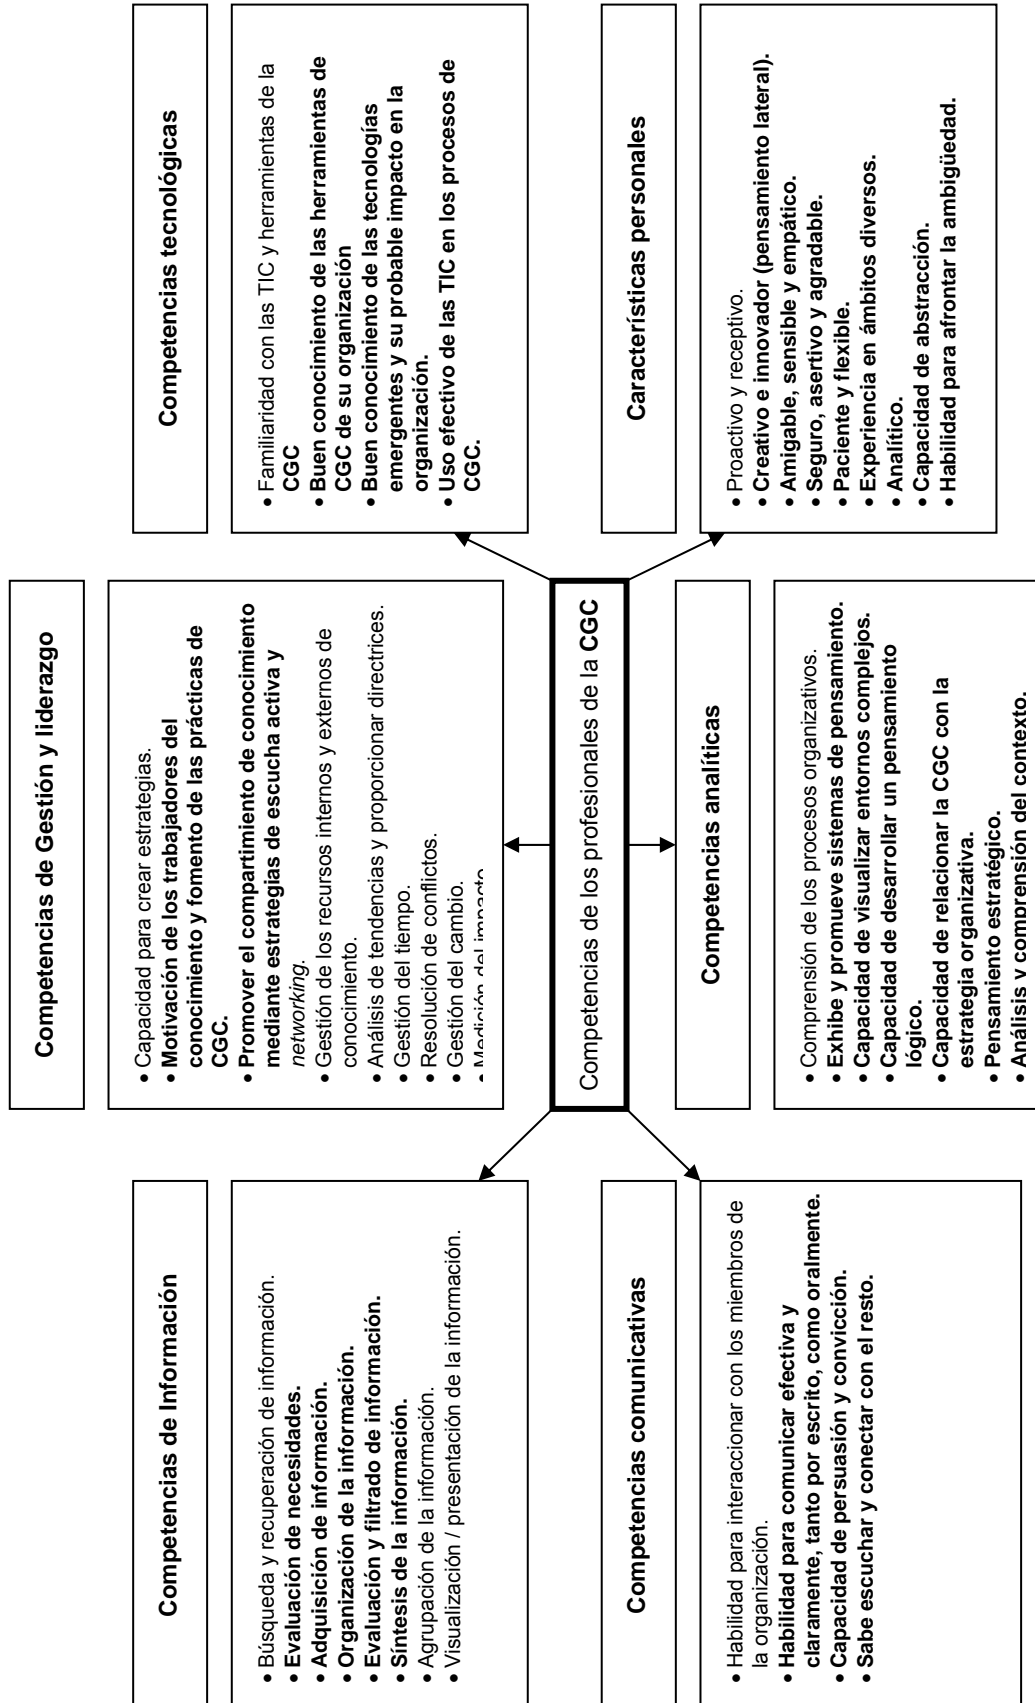 Competencias de Información
• Búsqueda y recuperación de información.
• Evaluación de necesidades.
• Adquisición de información.
• Organización de la información.
• Evaluación y filtrado de información.
• Síntesis de la información.
• Agrupación de la información.
• Visualización / presentación de la información.
Competencias de Gestión y liderazgo
• Capacidad para crear estrategias.
• Motivación de los trabajadores del
conocimiento y fomento de las prácticas de
CGC.
• Promover el compartimiento de conocimiento
mediante estrategias de escucha activa y
networking.
• Gestión de los recursos internos y externos de
conocimiento.
• Análisis de tendencias y proporcionar directrices.
• Gestión del tiempo.
• Resolución de conflictos.
• Gestión del cambio.
• Medición del impacto
Competencias tecnológicas
• Familiaridad con las TIC y herramientas de la
CGC
• Buen conocimiento de las herramientas de
CGC de su organización
• Buen conocimiento de las tecnologías
emergentes y su probable impacto en la
organización.
• Uso efectivo de las TIC en los procesos de
CGC.
Competencias de los profesionales de la CGC
Competencias comunicativas
• Habilidad para interaccionar con los miembros de
la organización.
• Habilidad para comunicar efectiva y
claramente, tanto por escrito, como oralmente.
• Capacidad de persuasión y convicción.
• Sabe escuchar y conectar con el resto.
Competencias analíticas
• Comprensión de los procesos organizativos.
• Exhibe y promueve sistemas de pensamiento.
• Capacidad de visualizar entornos complejos.
• Capacidad de desarrollar un pensamiento
lógico.
• Capacidad de relacionar la CGC con la
estrategia organizativa.
• Pensamiento estratégico.
• Análisis y comprensión del contexto.
Características personales
• Proactivo y receptivo.
• Creativo e innovador (pensamiento lateral).
• Amigable, sensible y empático.
• Seguro, asertivo y agradable.
• Paciente y flexible.
• Experiencia en ámbitos diversos.
• Analítico.
• Capacidad de abstracción.
• Habilidad para afrontar la ambigüedad.